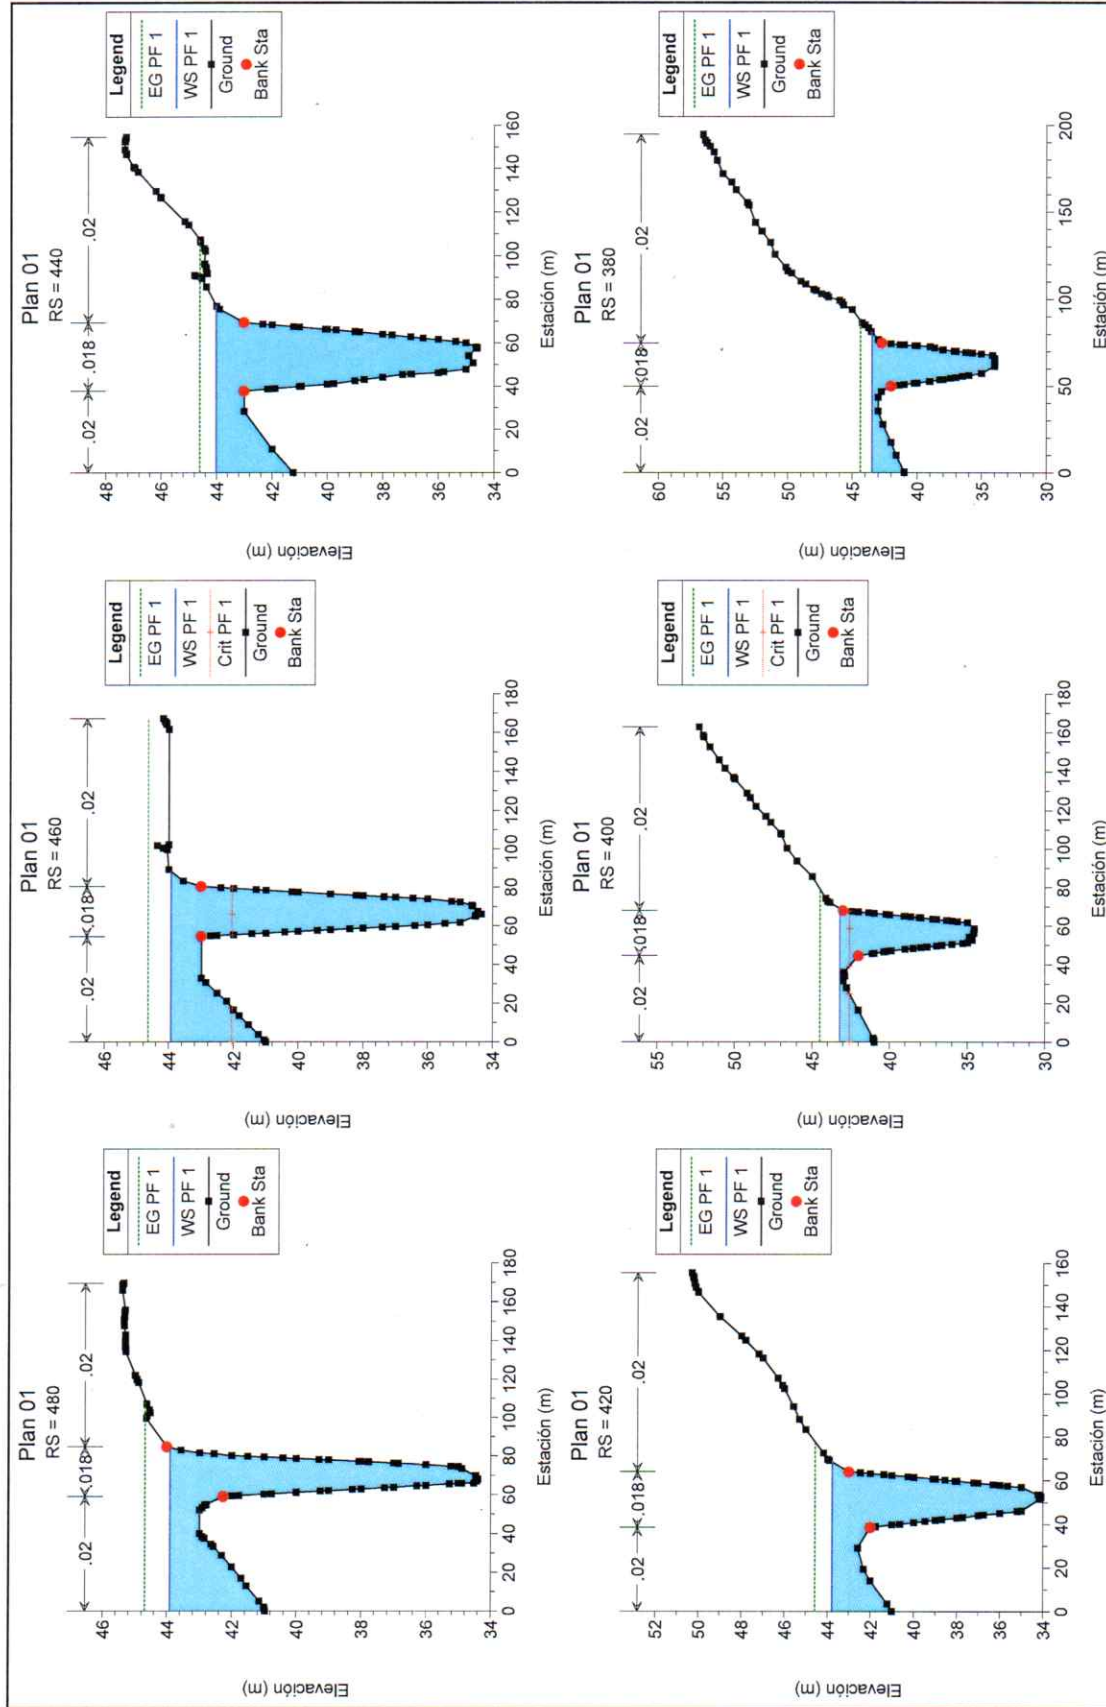 Plan 01
RS = 480
.02
.018
.02
Legend
EG PF 1
WS PF 1
Ground
Bank Sta
Elevación (m)
46
44
42
40
38
36
34
0
20
40
60
80
100
120
140
160
180
Estación (m)
Plan 01
RS = 460
.02
.018
.02
Legend
EG PF 1
WS PF 1
Crit PF 1
Ground
Bank Sta
Elevación (m)
46
44
42
40
38
36
34
0
20
40
60
80
100
120
140
160
180
Estación (m)
Plan 01
RS = 440
.02
.018
.02
Legend
EG PF 1
WS PF 1
Ground
Bank Sta
Elevación (m)
48
46
44
42
40
38
36
34
0
20
40
60
80
100
120
140
160
Estación (m)
Plan 01
RS = 420
.02
.018
.02
Legend
EG PF 1
WS PF 1
Ground
Bank Sta
Elevación (m)
52
50
48
46
44
42
40
38
36
34
0
20
40
60
80
100
120
140
160
Estación (m)
Plan 01
RS = 400
.02
.018
.02
Legend
EG PF 1
WS PF 1
Crit PF 1
Ground
Bank Sta
Elevación (m)
55
50
45
40
35
30
0
20
40
60
80
100
120
140
160
180
Estación (m)
Plan 01
RS = 380
.02
.018
.02
Legend
EG PF 1
WS PF 1
Ground
Bank Sta
Elevación (m)
60
50
45
40
35
30
0
50
100
150
200
Estación (m)